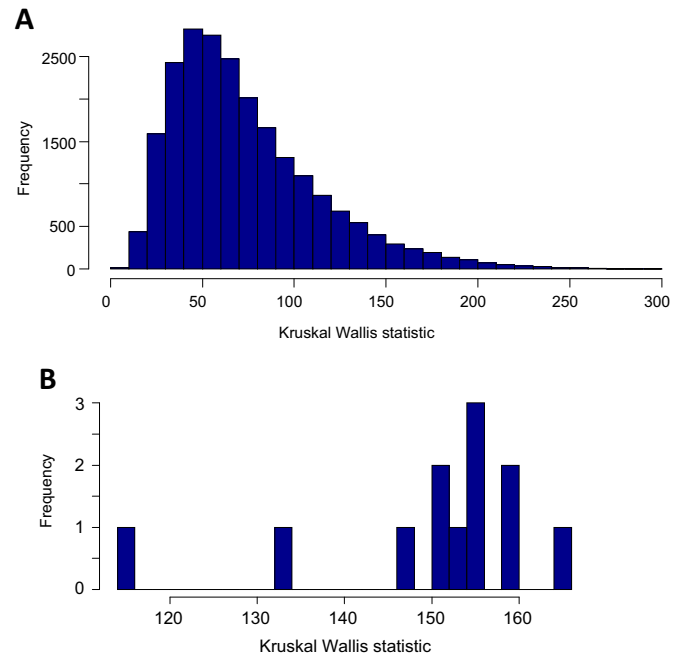 A
2500
1500
500
0
Frequency
0 50 100 150 200 250 300
Kruskal Wallis statistic
B
3
2
1
0
Frequency
120 130 140 150 160
Kruskal Wallis statistic